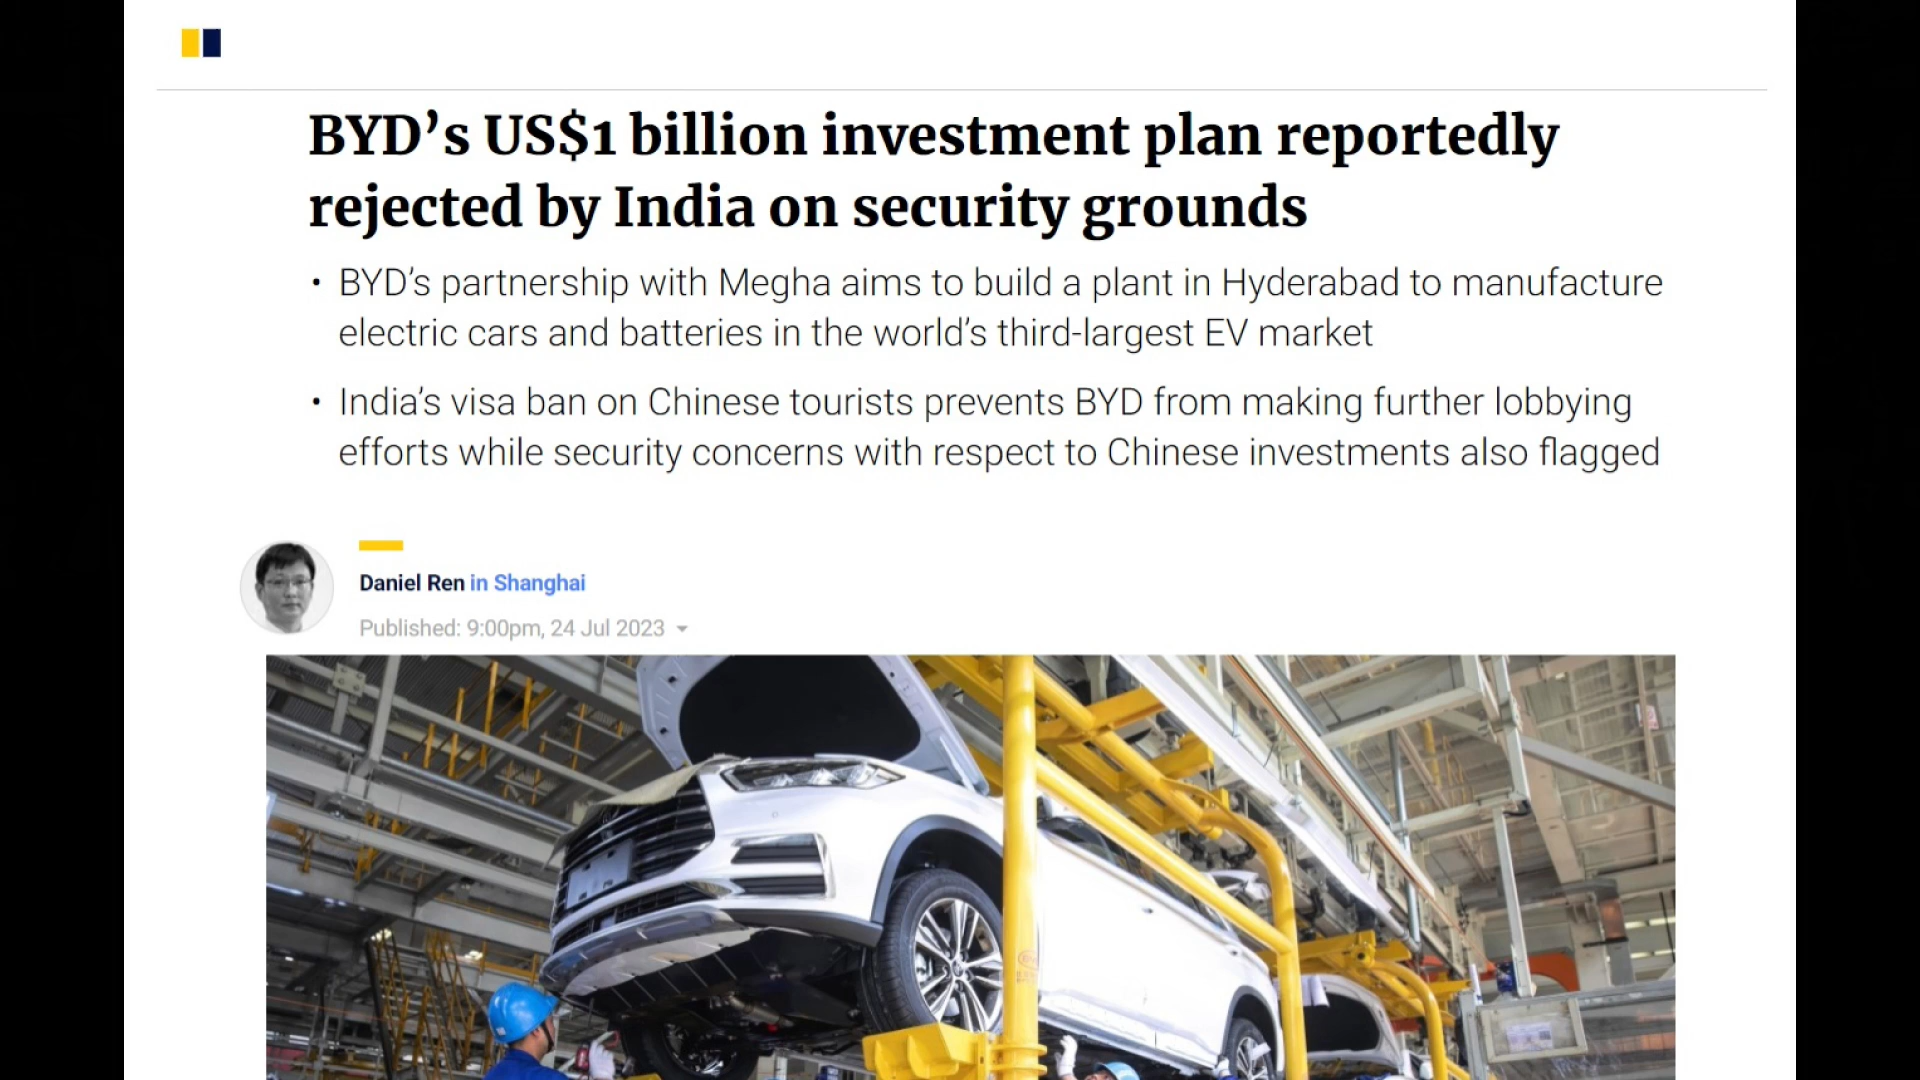 BYD’s US$1 billion investment plan reportedly
rejected by India on security grounds
• BYD’s partnership with Megha aims to build a plant in Hyderabad to manufacture
electric cars and batteries in the world’s third-largest EV market
• India’s visa ban on Chinese tourists prevents BYD from making further lobbying
efforts while security concerns with respect to Chinese investments also flagged
Daniel Ren in Shanghai
Published: 9:00pm, 24 Jul 2023